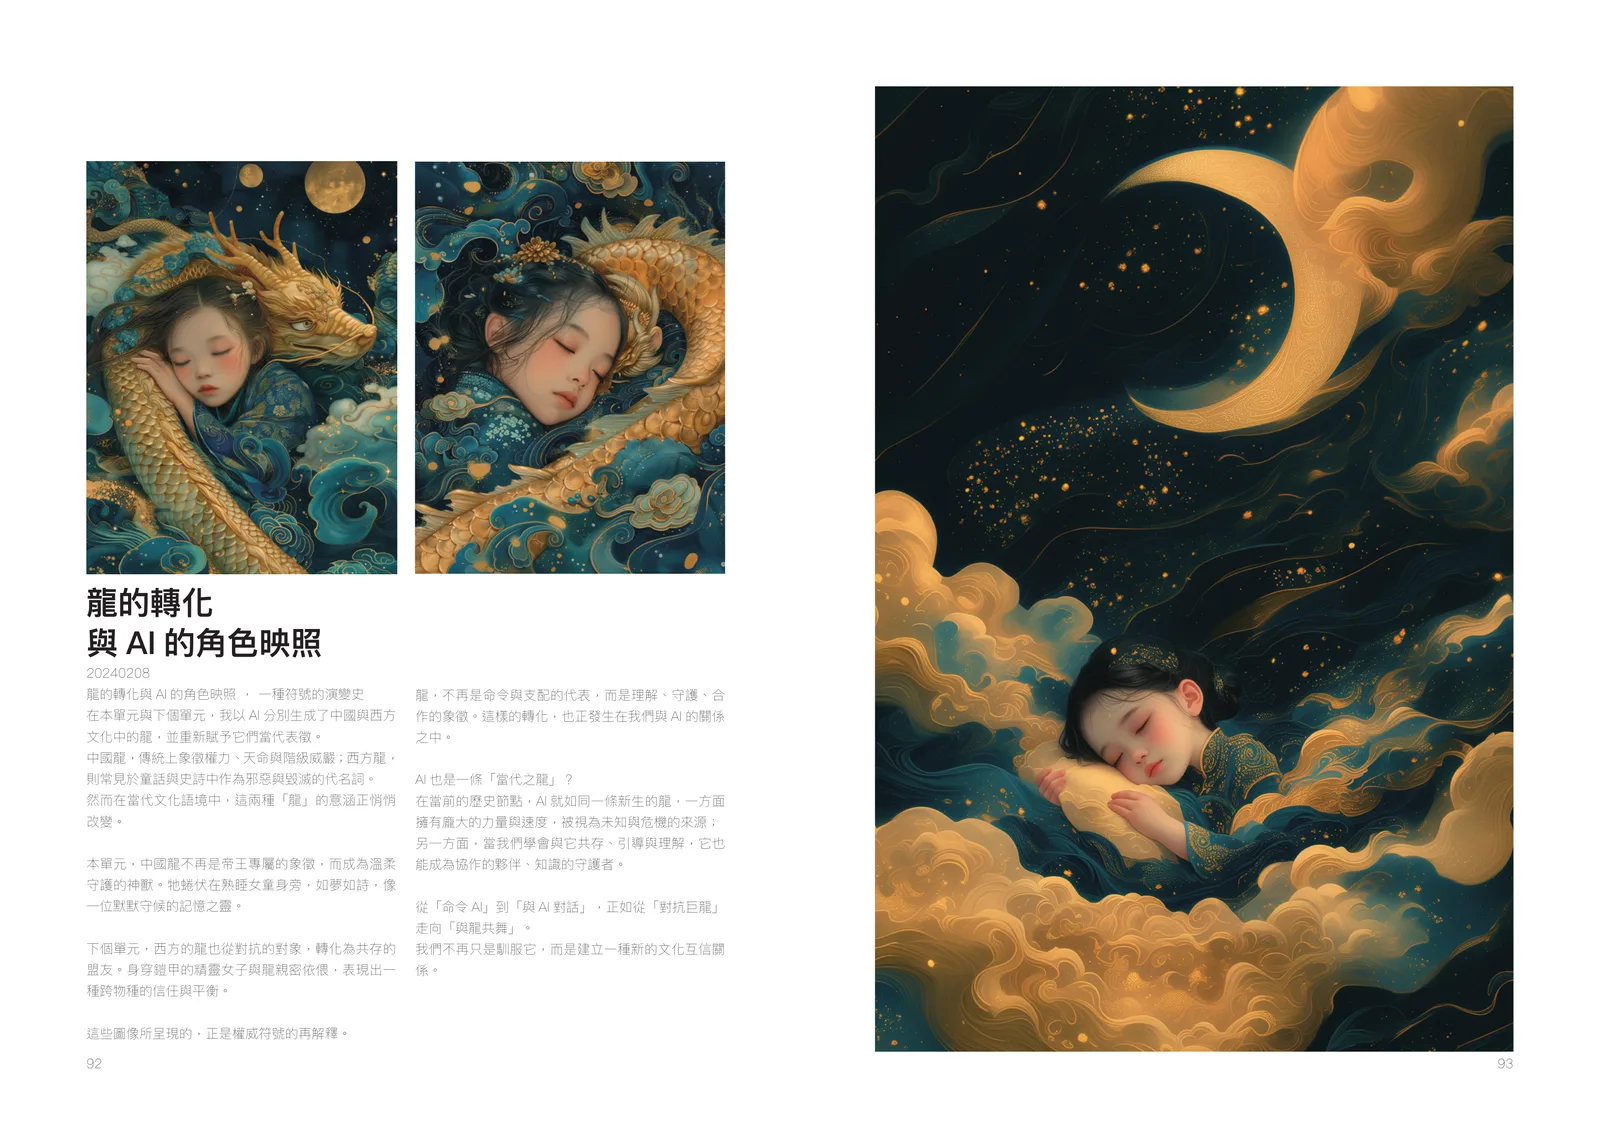 龍的轉化
與 AI 的角色映照
20240208
龍的轉化與 AI 的角色映照 ， 一種符號的演變史
在本單元與下個單元，我以 AI 分別生成了中國與西方
文化中的龍，並重新賦予它們當代表徵。
中國龍，傳統上象徵權力、天命與階級威嚴；西方龍，
則常見於童話與史詩中作為邪惡與毀滅的代名詞。
然而在當代文化語境中，這兩種「龍」的意涵正悄悄
改變。
本單元，中國龍不再是帝王專屬的象徵，而成為溫柔
守護的神獸。牠蜷伏在熟睡女童身旁，如夢如詩，像
一位默默守候的記憶之靈。
下個單元，西方的龍也從對抗的對象，轉化為共存的
盟友。身穿鎧甲的精靈女子與龍親密依偎，表現出一
種跨物種的信任與平衡。
這些圖像所呈現的，正是權威符號的再解釋。
龍，不再是命令與支配的代表，而是理解、守護、合
作的象徵。這樣的轉化，也正發生在我們與 AI 的關係
之中。
AI 也是一條「當代之龍」？
在當前的歷史節點，AI 就如同一條新生的龍，一方面
擁有龐大的力量與速度，被視為未知與危機的來源；
另一方面，當我們學會與它共存、引導與理解，它也
能成為協作的夥伴、知識的守護者。
從「命令 AI」到「與 AI 對話」，正如從「對抗巨龍」
走向「與龍共舞」。
我們不再只是馴服它，而是建立一種新的文化互信關
係。
92
93